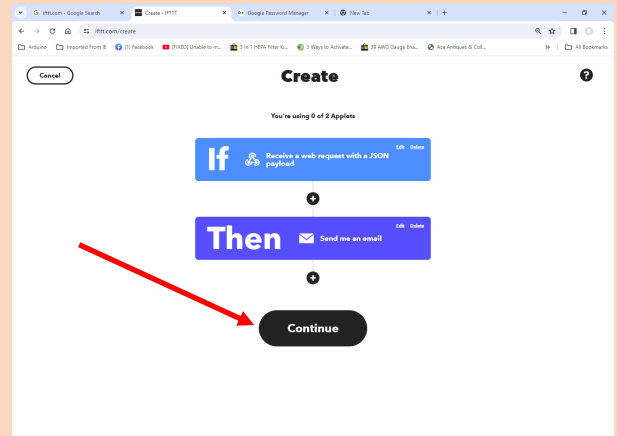 ifttt.com - Google Search
Create - IFTTT
Google Password Manager
New Tab
ifttt.com/create
Arduino
Imported From IE
(1) Facebook
[FIXED] Unable to m...
3 in 1 HEPA Filter Ki...
3 Ways to Activate...
39 AWG Gauge Ena...
Ace Antiques & Coll...
All Bookmarks
Cancel
Create
?
You're using 0 of 2 Applets
If
Receive a web request with a JSON
payload
Edit Delete
Then
Send me an email
Edit Delete
Continue